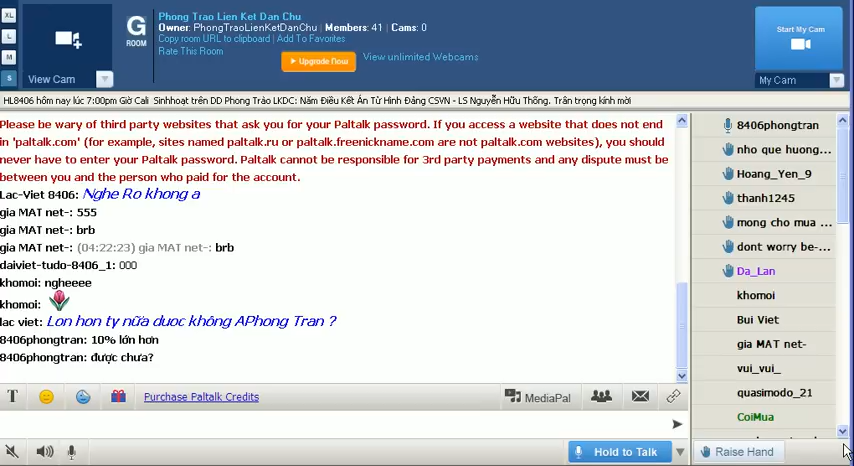 XL
L
M
S
View Cam
G
ROOM
Phong Trao Lien Ket Dan Chu
Owner: PhongTraoLienKetDanChu | Members: 41 | Cams: 0
Copy room URL to clipboard | Add To Favorites
Rate This Room
Upgrade Now
View unlimited Webcams
Start My Cam
My Cam
HL8406 hôm nay lúc 7:00pm Giờ Cali Sinhhoạt trên DD Phong Trào LKDC: Năm Điều Kết Án Tử Hình Đảng CSVN - LS Nguyễn Hữu Thống. Trân trọng kính mời
Please be wary of third party websites that ask you for your Paltalk password. If you access a website that does not end
in 'paltalk.com' (for example, sites named paltalk.ru or paltalk.freenickname.com are not paltalk.com websites), you should
never have to enter your Paltalk password. Paltalk cannot be responsible for 3rd party payments and any dispute must be
between you and the person who paid for the account.
Lac-Viet 8406: Nghe Ro khong a
gia MAT net-: 555
gia MAT net-: brb
gia MAT net-: (04:22:23) gia MAT net-: brb
daiviet-tudo-8406_1: 000
khomoi: ngheeee
khomoi:
lac viet: Lon hon ty nữa duoc không APhong Tran ?
8406phongtran: 10% lớn hơn
8406phongtran: được chưa?
8406phongtran
nho que huong...
Hoang_Yen_9
thanh1245
mong cho mua ...
dont worry be-...
Da_Lan
khomoi
Bui Viet
gia MAT net-
vui_vui_
quasimodo_21
CoiMua
T
Purchase Paltalk Credits
MediaPal
Hold to Talk
Raise Hand